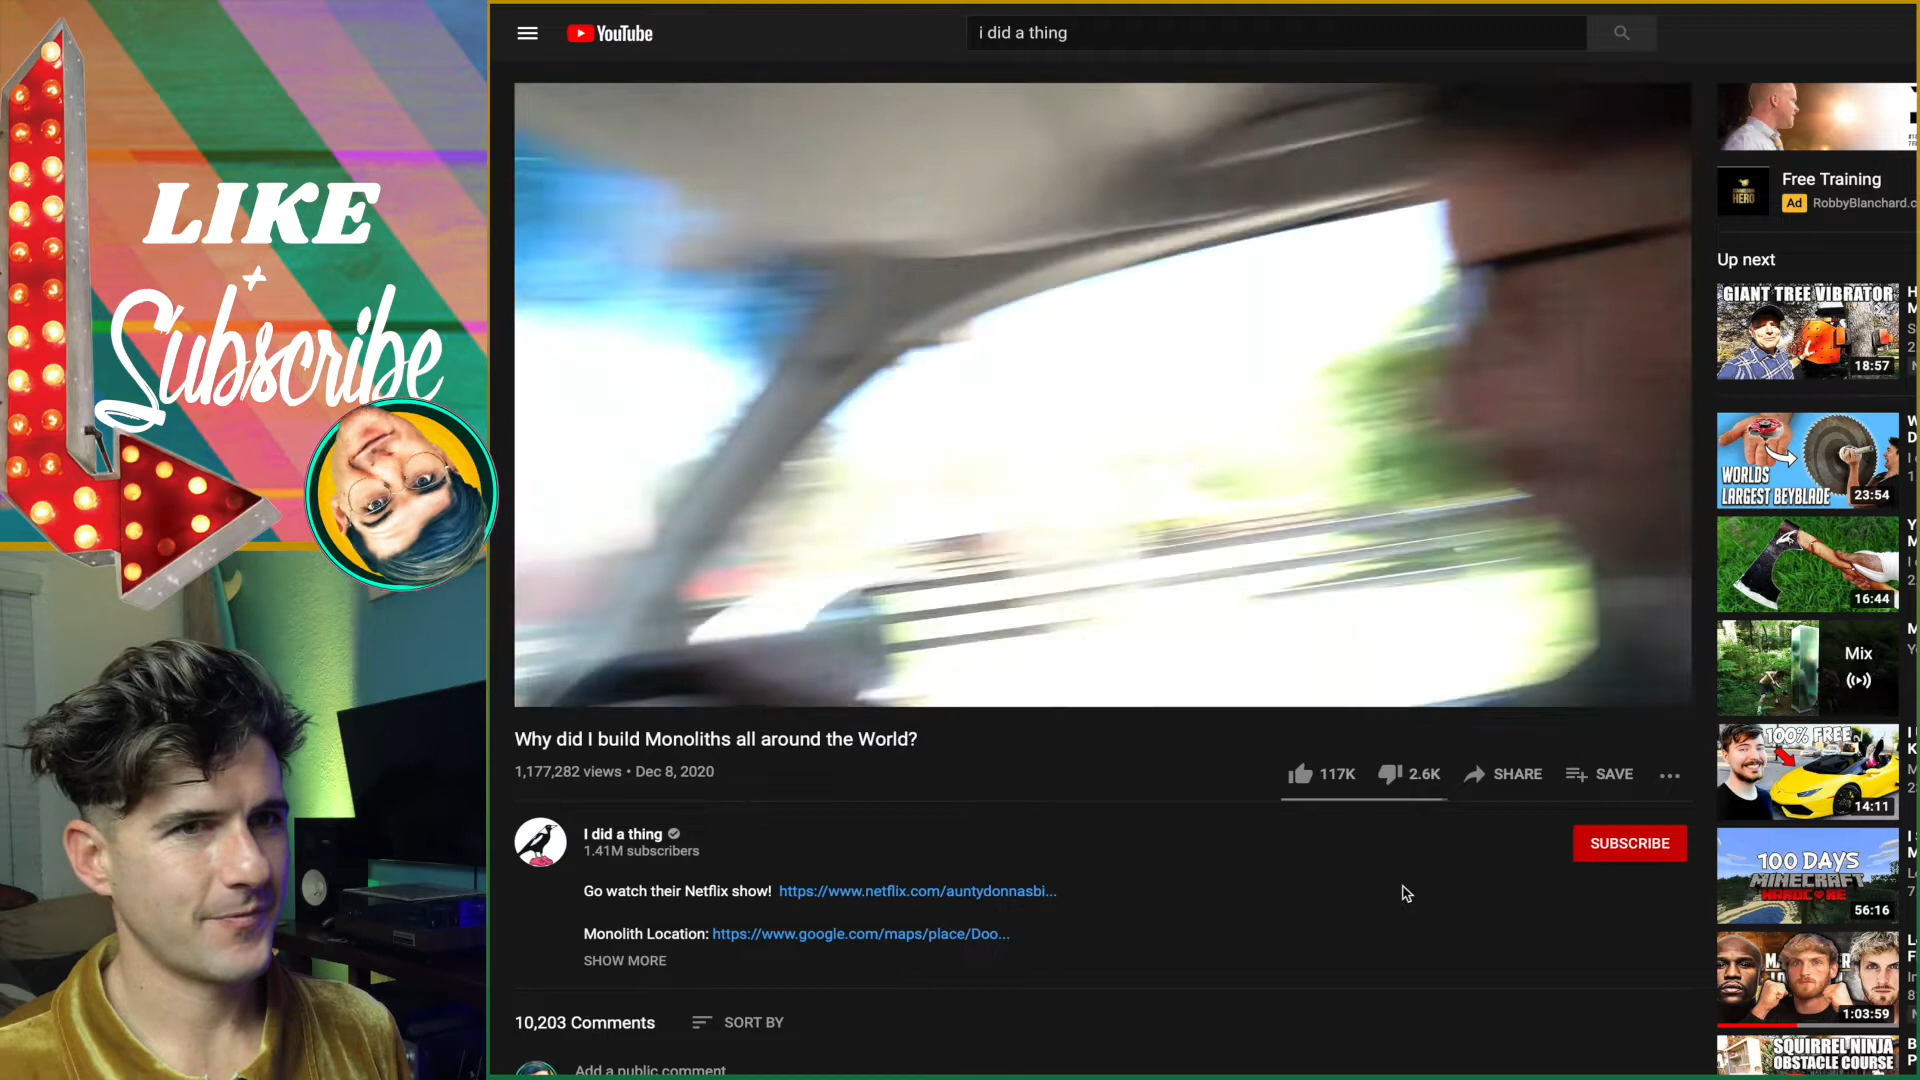 LIKE
+
Subscribe
YouTube
i did a thing
Why did I build Monoliths all around the World?
1,177,282 views • Dec 8, 2020
117K
2.6K
SHARE
SAVE
I did a thing
1.41M subscribers
SUBSCRIBE
Go watch their Netflix show! https://www.netflix.com/auntydonnasbi...
Monolith Location: https://www.google.com/maps/place/Doo...
SHOW MORE
10,203 Comments
SORT BY
Add a public comment
HERO
Free Training
Ad RobbyBlanchard.c
Up next
GIANT TREE VIBRATOR
18:57
WORLDS
LARGEST BEYBLADE
23:54
16:44
Mix
100% FREE
14:11
100 DAYS
MINECRAFT
HARDCORE
56:16
1:03:59
SQUIRREL NINJA
OBSTACLE COURSE